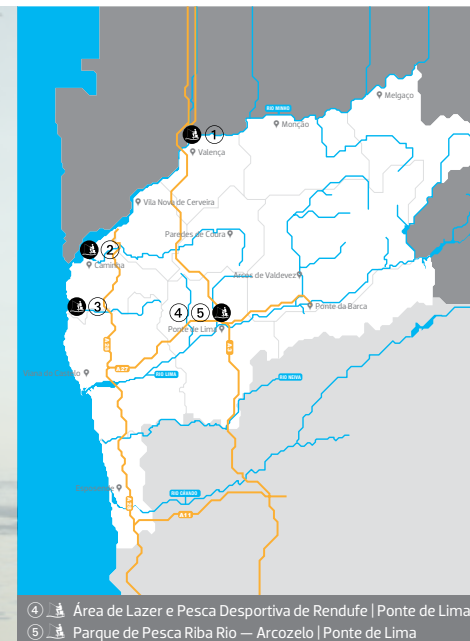 Melgaço
RIO MINHO
Monção
1
Valença
Vila Nova de Cerveira
Paredes de Coura
2
Caminha
Arcos de Valdevez
3
4 5
Ponte da Barca
Ponte de Lima
A27
RIO LIMA
RIO NEIVA
RIO CÁVADO
A11
④ Área de Lazer e Pesca Desportiva de Rendufe | Ponte de Lima
⑤ Parque de Pesca Riba Rio — Arcozelo | Ponte de Lima